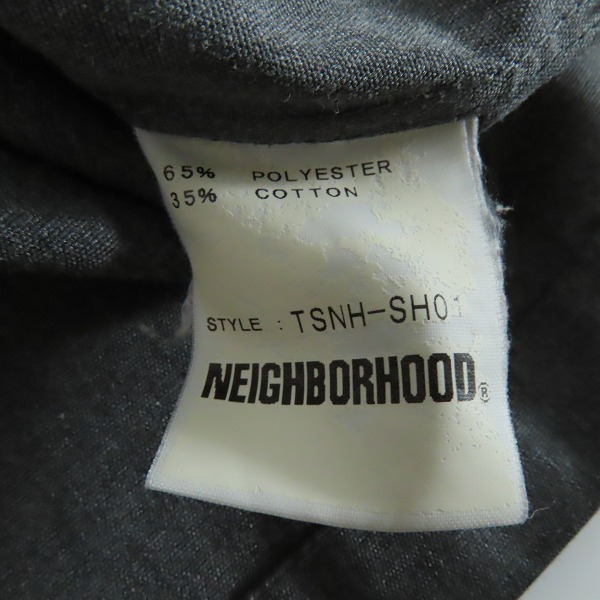 65% POLYESTER
35% COTTON
STYLE : TSNH-SH01
NEIGHBORHOOD®